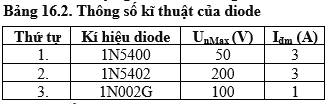 Bảng 16.2. Thông số kĩ thuật của diode
Thứ tự Kí hiệu diode UnMax (V) Iđm (A)
1. 1N5400 50 3
2. 1N5402 200 3
3. 1N002G 100 1